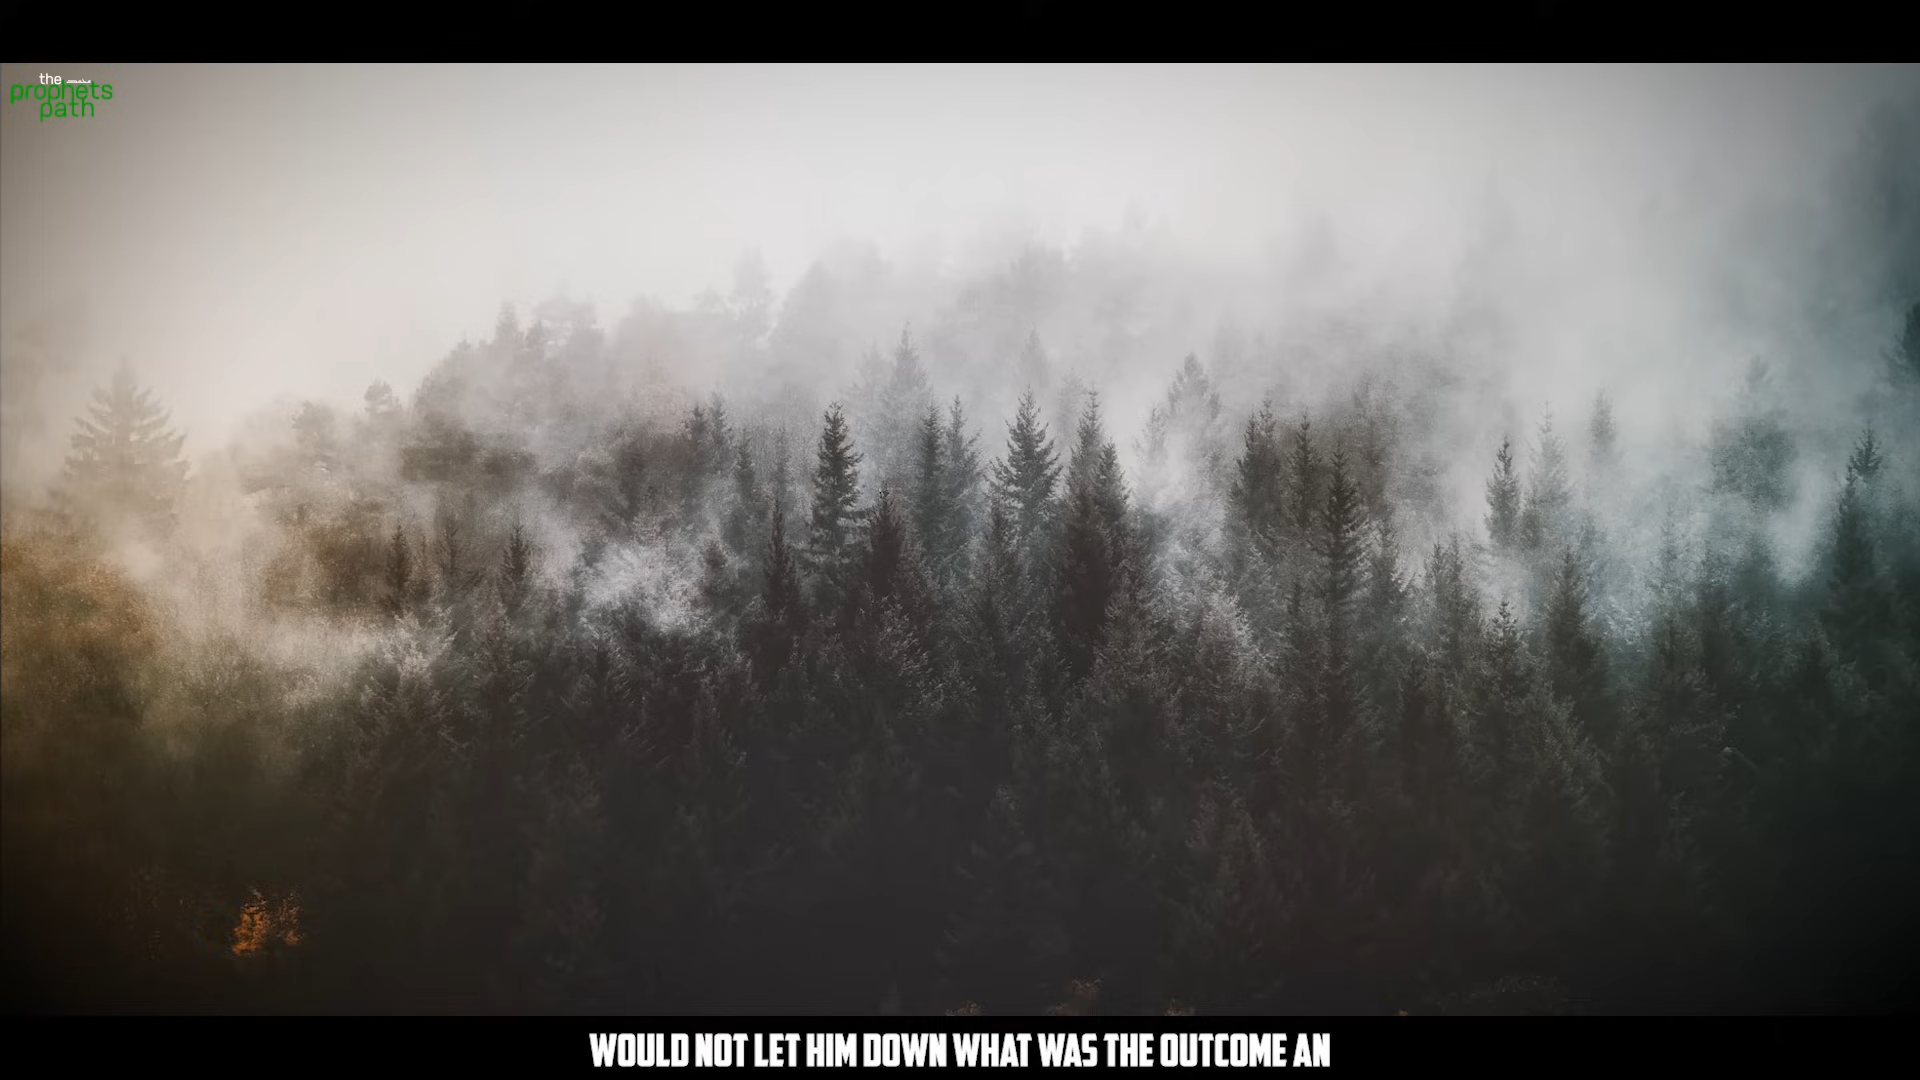 the
prophets
path
WOULD NOT LET HIM DOWN WHAT WAS THE OUTCOME AN